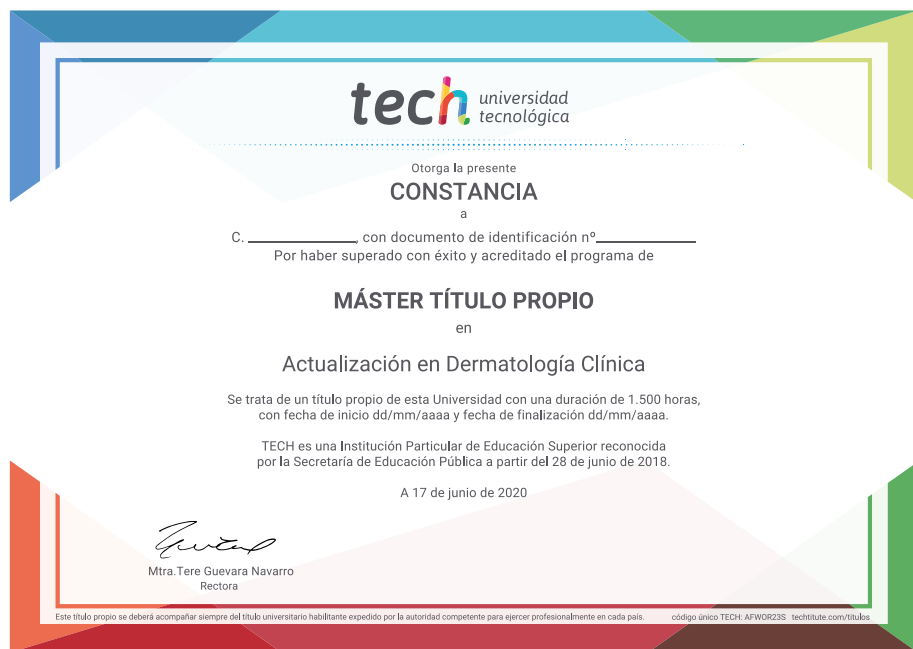 tech universidad
tecnológica
Otorga la presente
CONSTANCIA
a
C. ____________, con documento de identificación nº____________
Por haber superado con éxito y acreditado el programa de
MÁSTER TÍTULO PROPIO
en
Actualización en Dermatología Clínica
Se trata de un título propio de esta Universidad con una duración de 1.500 horas,
con fecha de inicio dd/mm/aaaa y fecha de finalización dd/mm/aaaa.
TECH es una Institución Particular de Educación Superior reconocida
por la Secretaría de Educación Pública a partir del 28 de junio de 2018.
A 17 de junio de 2020
Mtra.Tere Guevara Navarro
Rectora
Este título propio se deberá acompañar siempre del título universitario habilitante expedido por la autoridad competente para ejercer profesionalmente en cada país. código único TECH: AFWOR23S techtitute.com/titulos